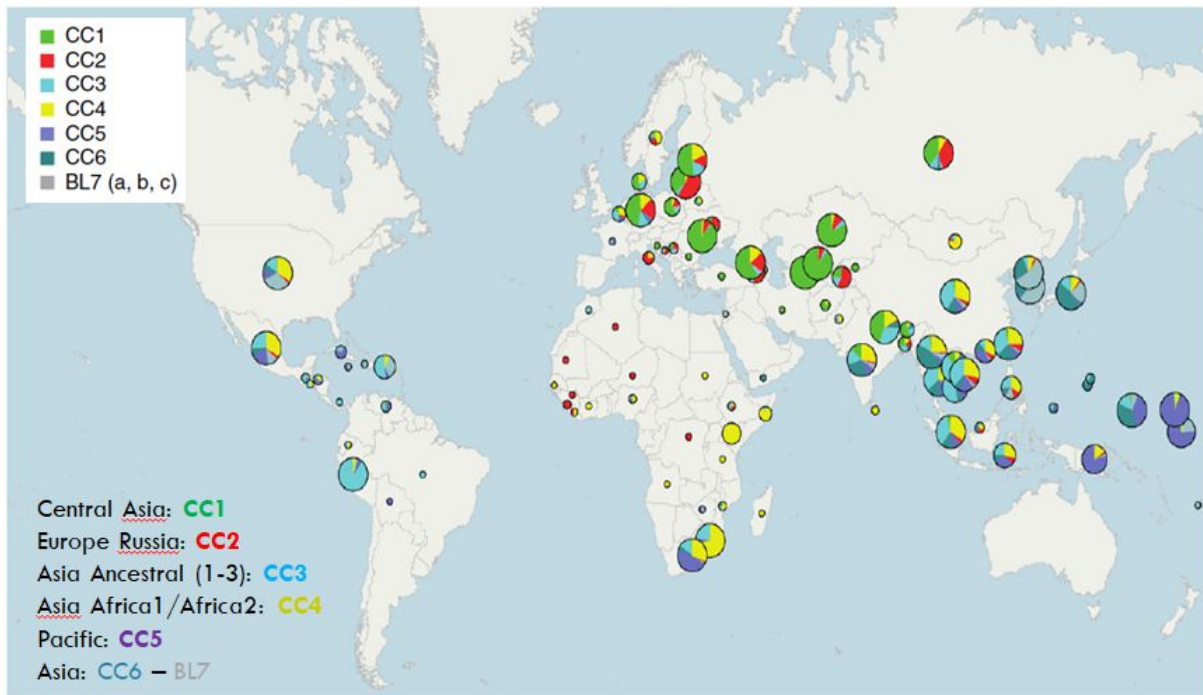 CC1
CC2
CC3
CC4
CC5
CC6
BL7 (a, b, c)
Central Asia: CC1
Europe Russia: CC2
Asia Ancestral (1-3): CC3
Asia Africa1/Africa2: CC4
Pacific: CC5
Asia: CC6 – BL7